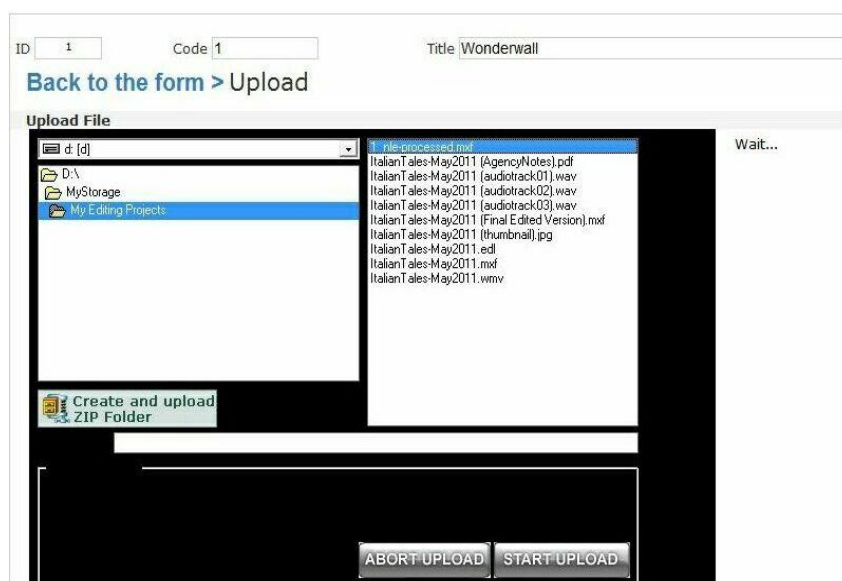 ID 1 Code 1 Title Wonderwall
Back to the form > Upload
Upload File
d: [d]
D:\
MyStorage
My Editing Projects
1_nle-processed.mxf
ItalianTales-May2011 (AgencyNotes).pdf
ItalianTales-May2011 (audiotrack01).wav
ItalianTales-May2011 (audiotrack02).wav
ItalianTales-May2011 (audiotrack03).wav
ItalianTales-May2011 (Final Edited Version).mxf
ItalianTales-May2011 (thumbnail).jpg
ItalianTales-May2011.edl
ItalianTales-May2011.mxf
ItalianTales-May2011.wmv
Wait...
Create and upload
ZIP Folder
ABORT UPLOAD START UPLOAD